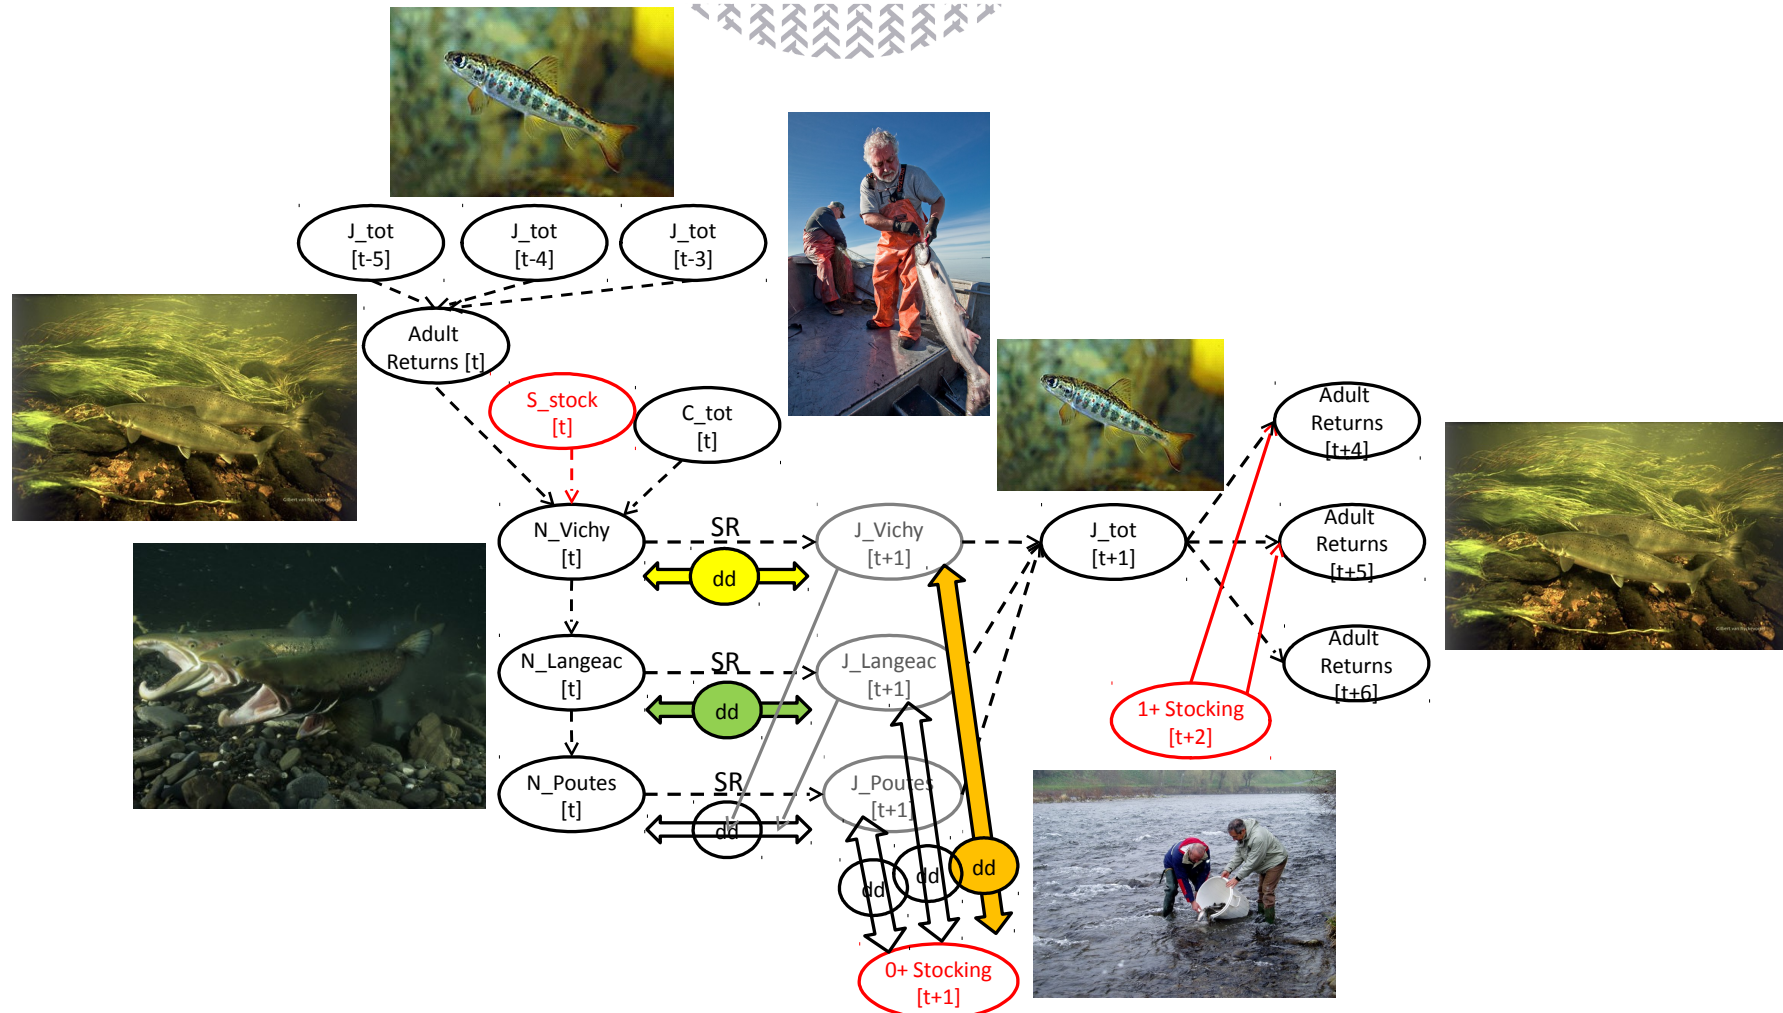 J_tot
[t-5]
J_tot
[t-4]
J_tot
[t-3]
Adult
Returns [t]
S_stock
[t]
C_tot
[t]
N_Vichy
[t]
SR
dd
J_Vichy
[t+1]
J_tot
[t+1]
Adult
Returns
[t+4]
Adult
Returns
[t+5]
Adult
Returns
[t+6]
N_Langeac
[t]
SR
dd
J_Langeac
[t+1]
1+ Stocking
[t+2]
N_Poutes
[t]
SR
dd
J_Poutes
[t+1]
dd
dd
dd
0+ Stocking
[t+1]